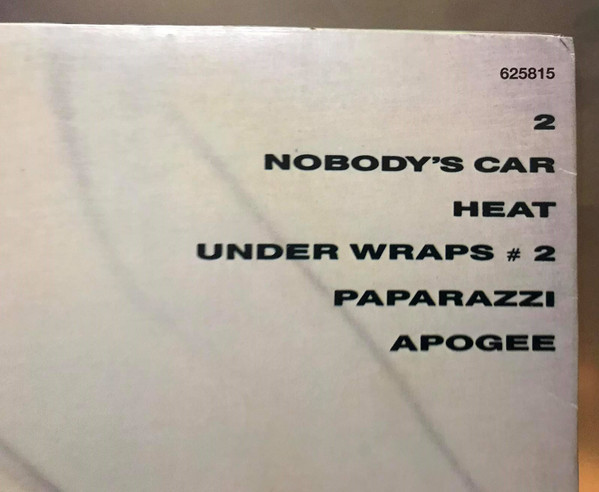 625815
2
NOBODY'S CAR
HEAT
UNDER WRAPS # 2
PAPARAZZI
APOGEE